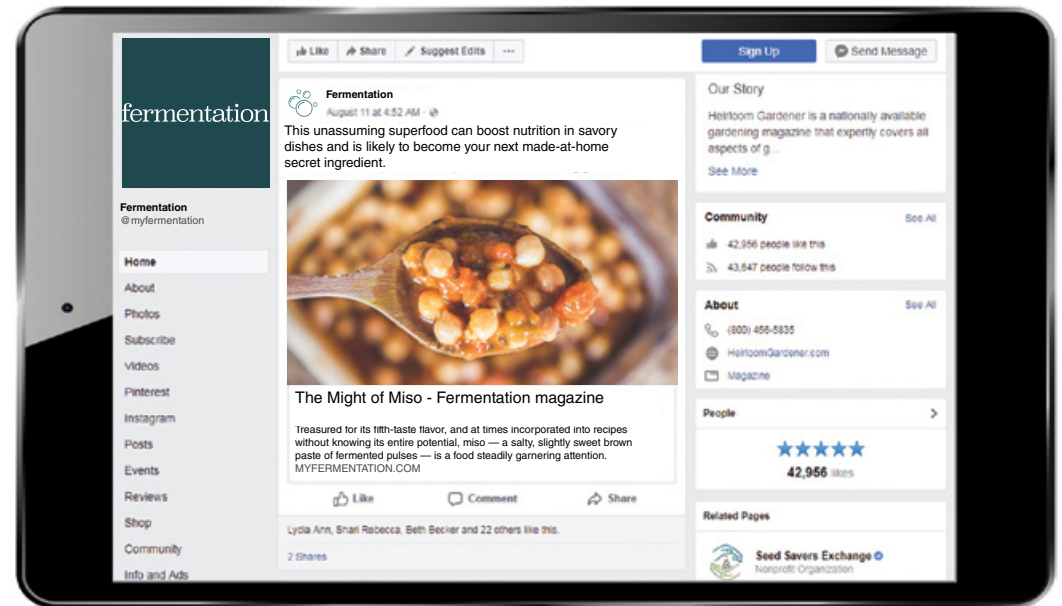 fermentation
Fermentation
@myfermentation
Home
About
Photos
Subscribe
Videos
Pinterest
Instagram
Posts
Events
Reviews
Shop
Community
Info and Ads
Like
Share
Suggest Edits
Fermentation
August 11 at 4:52 AM ·
This unassuming superfood can boost nutrition in savory
dishes and is likely to become your next made-at-home
secret ingredient.
The Might of Miso - Fermentation magazine
Treasured for its fifth-taste flavor, and at times incorporated into recipes
without knowing its entire potential, miso — a salty, slightly sweet brown
paste of fermented pulses — is a food steadily garnering attention.
MYFERMENTATION.COM
Like
Comment
Share
Lydia Ann, Shari Rebecca, Beth Becker and 22 others like this.
2 Shares
Sign Up
Send Message
Our Story
Heirloom Gardener is a nationally available
gardening magazine that expertly covers all
aspects of g...
See More
Community
See All
42,956 people like this
43,647 people follow this
About
See All
(800) 456-5835
HeirloomGardener.com
Magazine
People
42,956 likes
Related Pages
Seed Savers Exchange
Nonprofit Organization